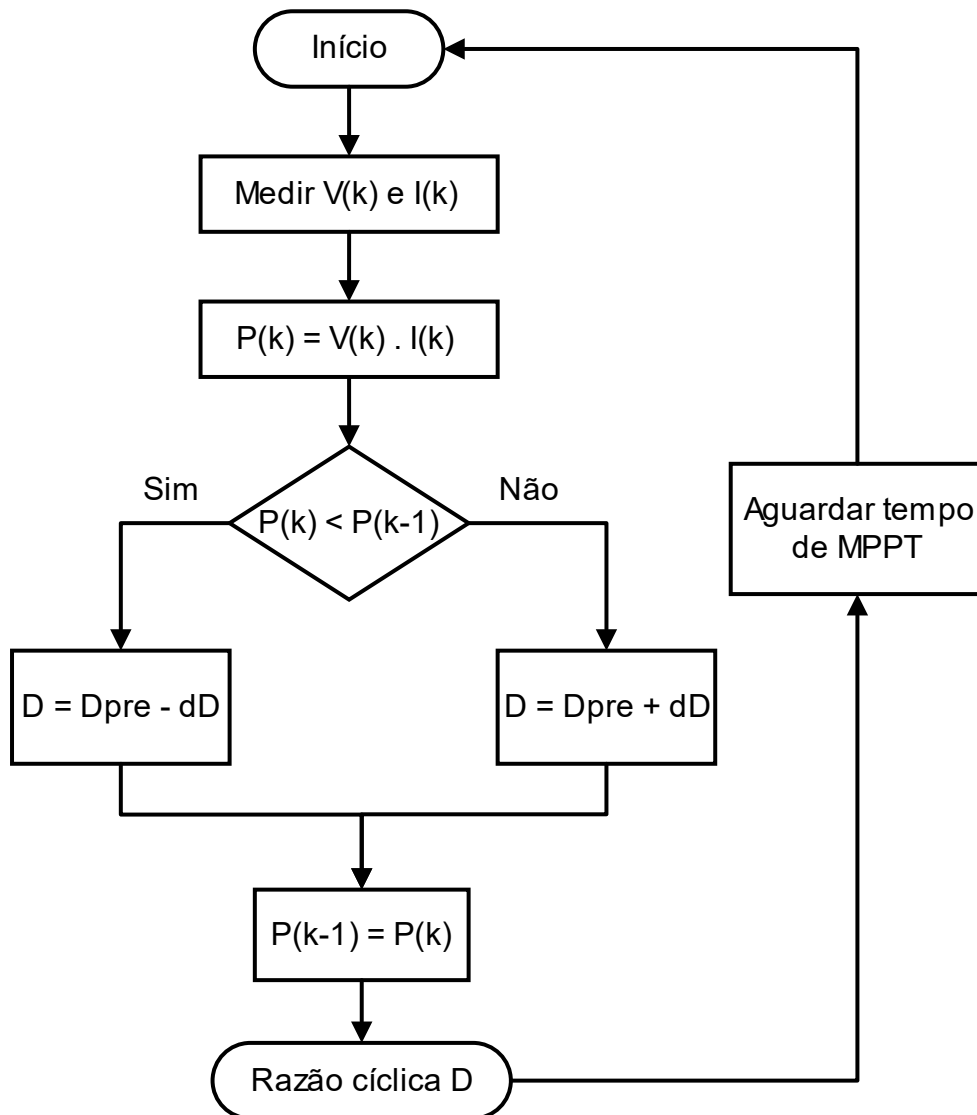 Início
Medir V(k) e I(k)
P(k) = V(k) . I(k)
Sim
Não
P(k) < P(k-1)
Aguardar tempo
de MPPT
D = Dpre - dD
D = Dpre + dD
P(k-1) = P(k)
Razão cíclica D